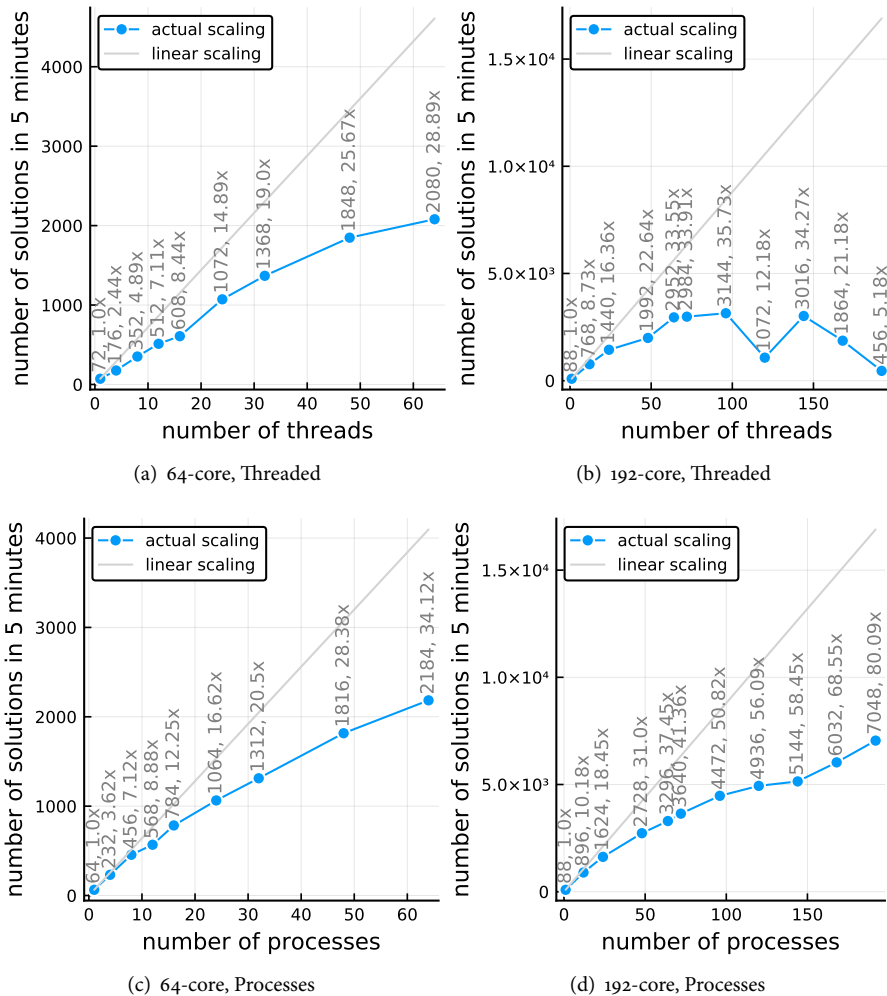 number of solutions in 5 minutes
actual scaling
linear scaling
4000
3000
2000
1000
0
72, 1.0x
176, 2.44x
352, 4.89x
512, 7.11x
608, 8.44x
1072, 14.89x
1368, 19.0x
1848, 25.67x
2080, 28.89x
0 10 20 30 40 50 60
number of threads
(a) 64-core, Threaded
number of solutions in 5 minutes
actual scaling
linear scaling
1.5×10⁴
1.0×10⁴
5.0×10³
0
88, 1.0x
768, 8.73x
1440, 16.36x
1992, 22.64x
2952, 33.55x
2984, 33.91x
3144, 35.73x
1072, 12.18x
3016, 34.27x
1864, 21.18x
456, 5.18x
0 50 100 150
number of threads
(b) 192-core, Threaded
number of solutions in 5 minutes
actual scaling
linear scaling
4000
3000
2000
1000
0
64, 1.0x
232, 3.62x
456, 7.12x
568, 8.88x
784, 12.25x
1064, 16.62x
1312, 20.5x
1816, 28.38x
2184, 34.12x
0 10 20 30 40 50 60
number of processes
(c) 64-core, Processes
number of solutions in 5 minutes
actual scaling
linear scaling
1.5×10⁴
1.0×10⁴
5.0×10³
0
88, 1.0x
896, 10.18x
1624, 18.45x
2728, 31.0x
3296, 37.45x
3640, 41.36x
4472, 50.82x
4936, 56.09x
5144, 58.45x
6032, 68.55x
7048, 80.09x
0 50 100 150
number of processes
(d) 192-core, Processes